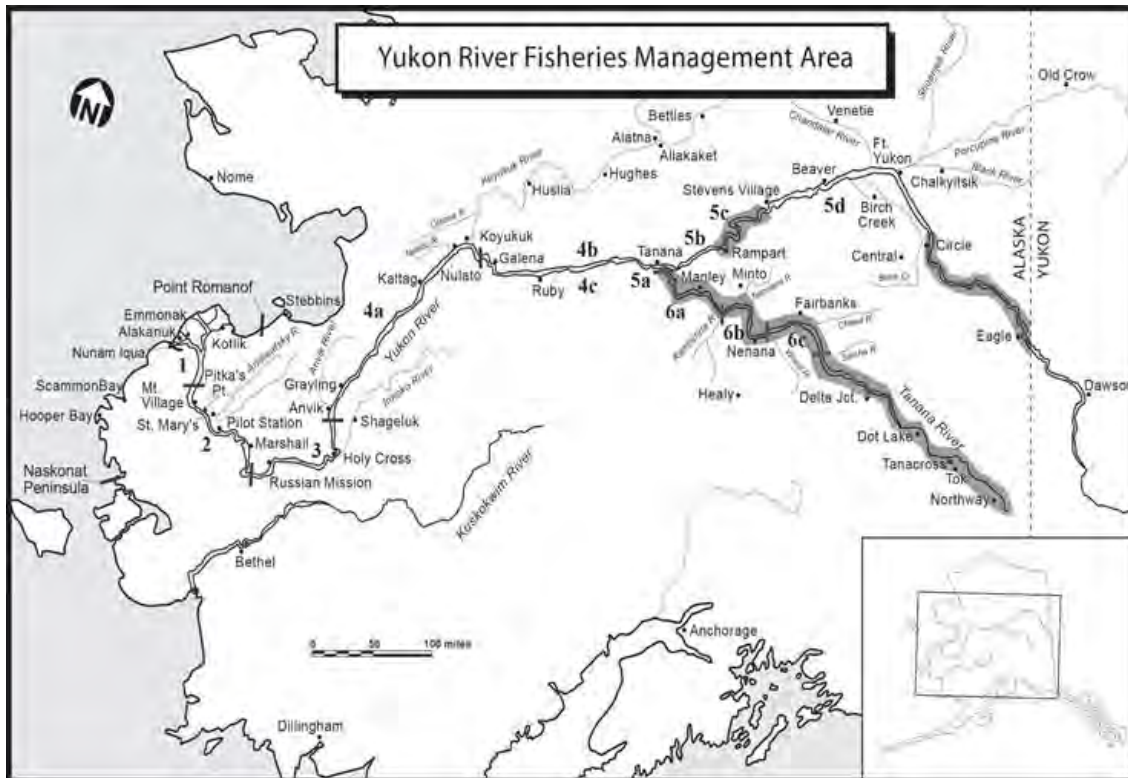 Yukon River Fisheries Management Area
N
Old Crow
Venetie
Bettles
Chandalar River
Porcupine River
Alatna
Allakaket
Ft.
Yukon
Black River
Nome
Koyukuk River
Hughes
Beaver
Chalkyitsik
Huslia
Stevens Village
5d
Birch
Creek
5c
ALASKA
YUKON
Koyukuk
Tanana
5b
Rampart
Central
Circle
Galena
4b
Kaltag
Nulato
Manley
Minto
Point Romanof
Stebbins
Ruby
4c
5a
Fairbanks
Emmonak
4a
6a
Alakanuk
Kotlik
Yukon River
6b
6c
Eagle
Nunam Iqua
1
Anvik River
Nenana
Pitka's
Pt.
Grayling
Healy
Delta Jct.
Tanana River
Dawson
Scammon Bay
Mt.
Village
Anvik
Shageluk
Hooper Bay
St. Mary's
Pilot Station
Dot Lake
2
Marshall
3
Holy Cross
Tanacross
Tok
Naskonat
Peninsula
Russian Mission
Kuskokwim River
Northway
Bethel
0 50 100 miles
Anchorage
Dillingham